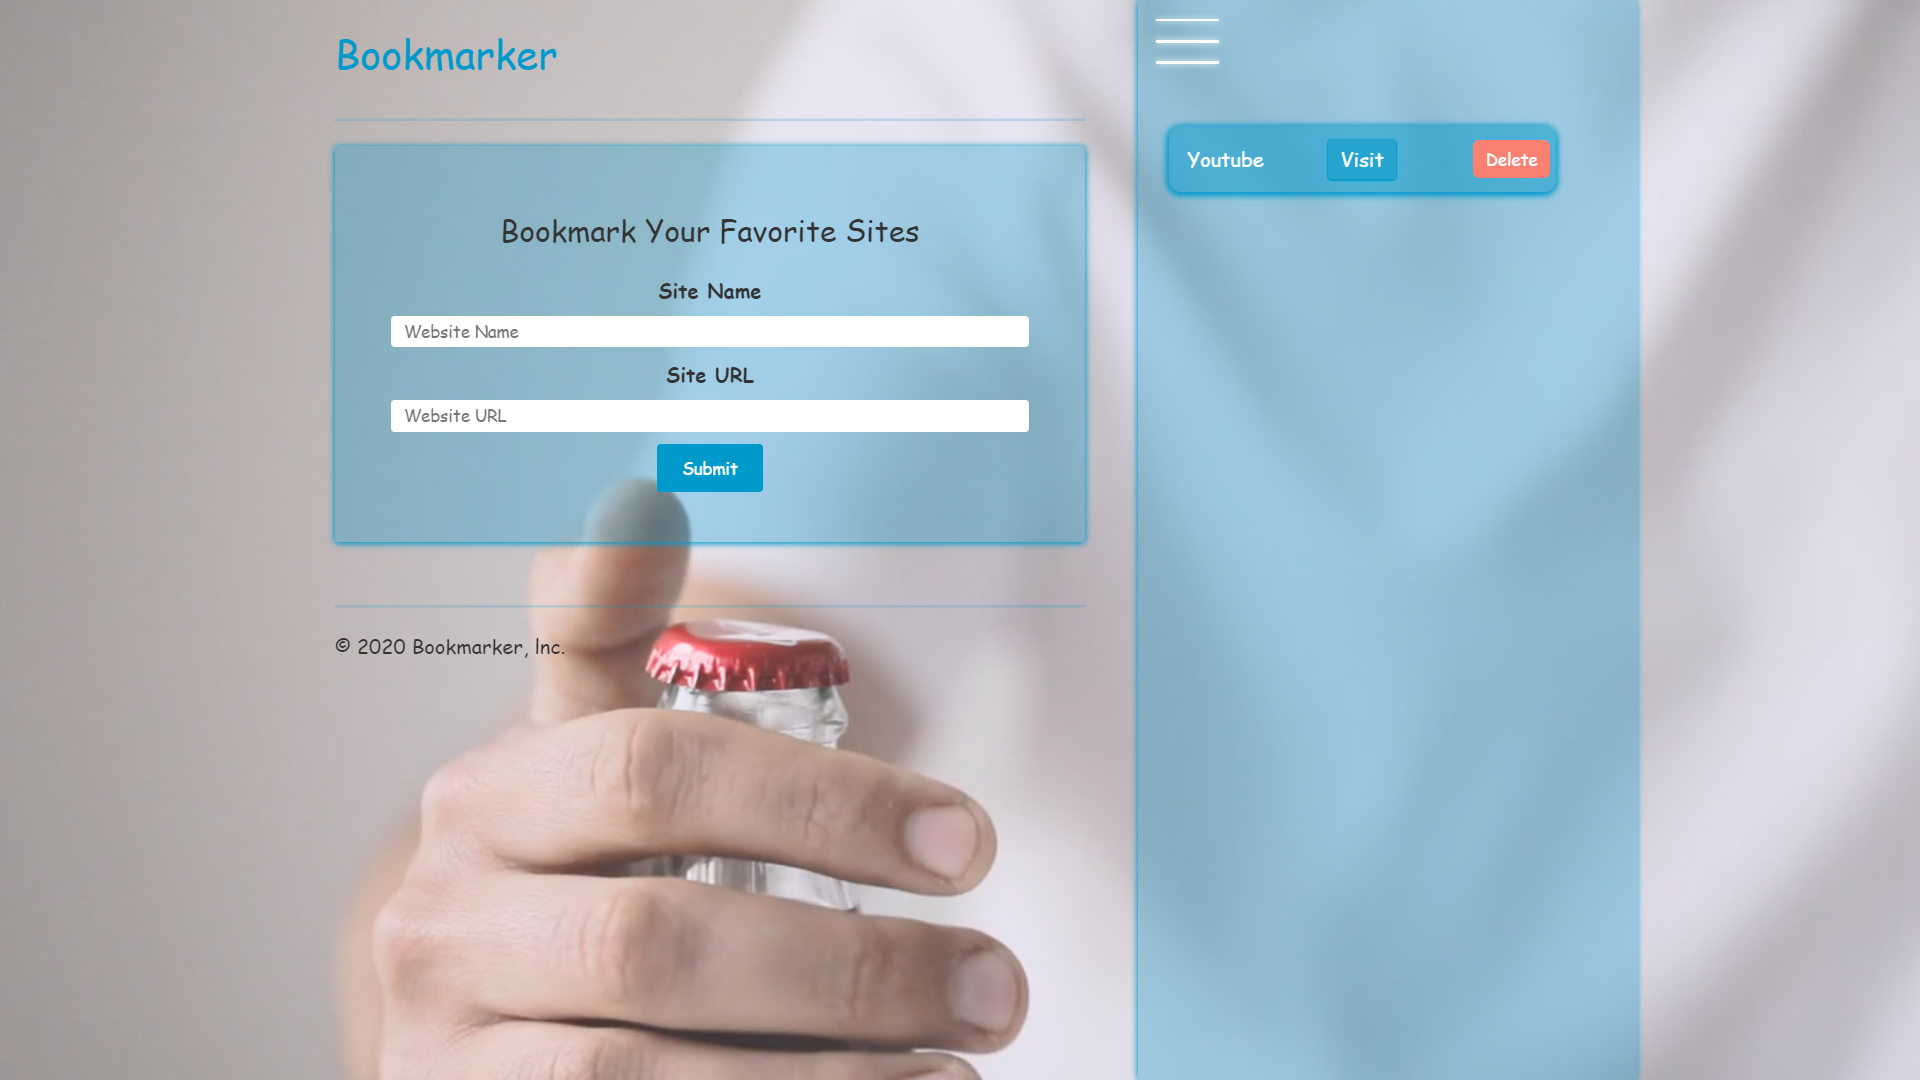 Bookmarker
Youtube Visit Delete
Bookmark Your Favorite Sites
Site Name
Website Name
Site URL
Website URL
Submit
© 2020 Bookmarker, Inc.